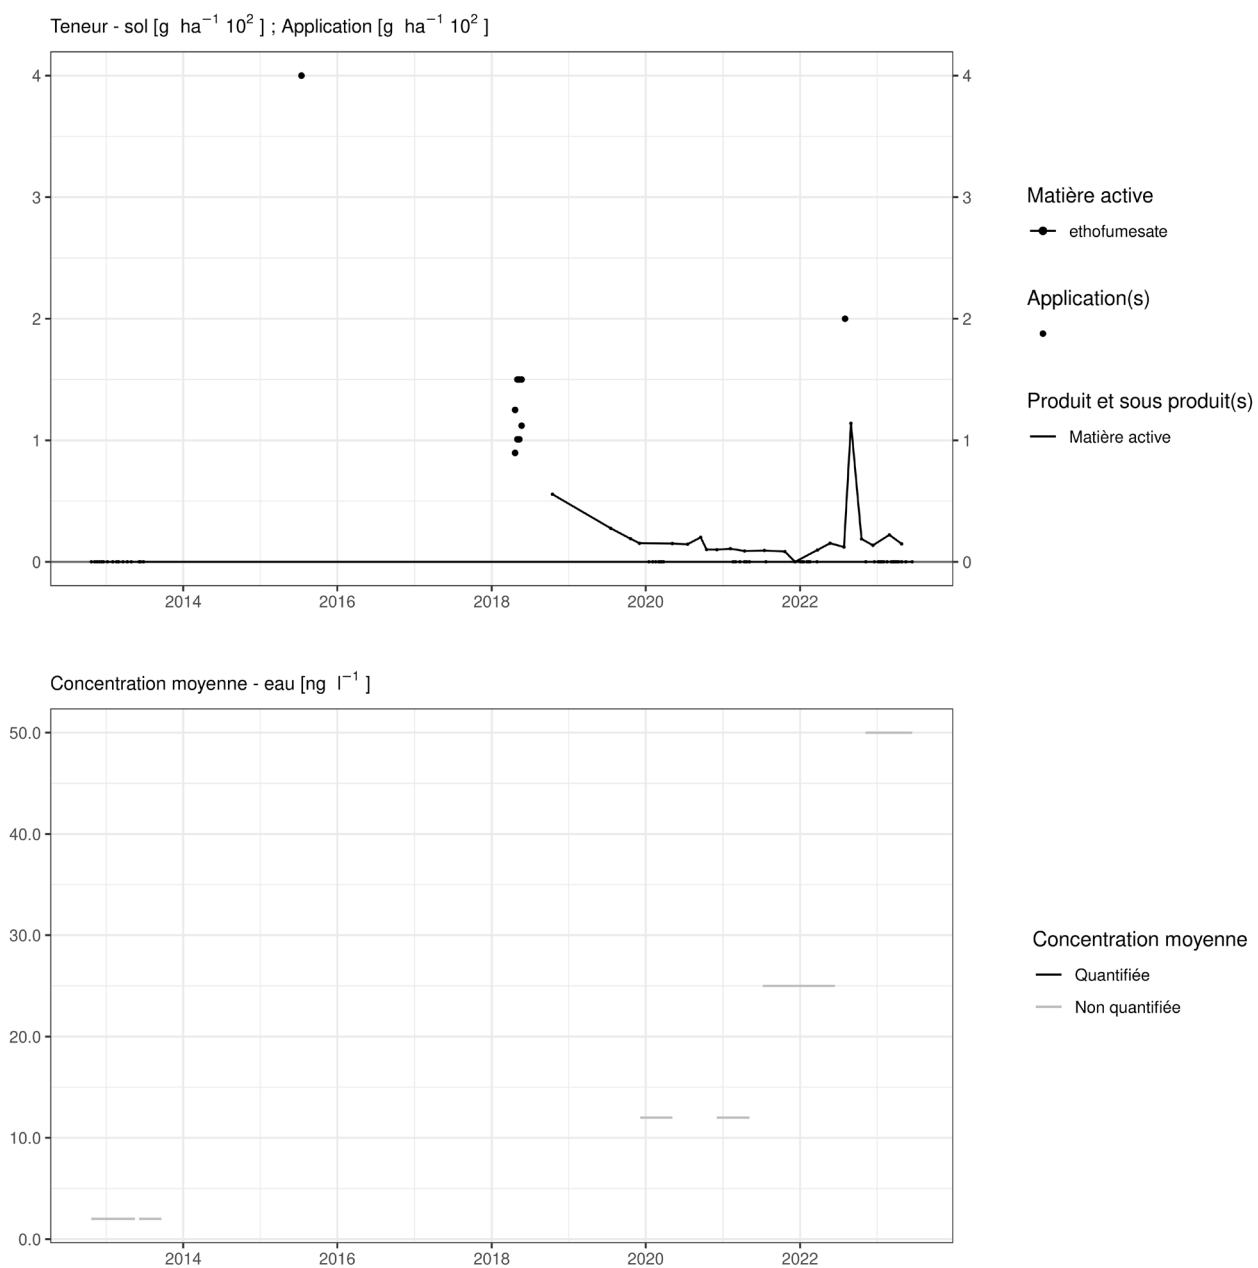 Teneur - sol [g ha⁻¹ 10² ] ; Application [g ha⁻¹ 10² ]
4
3
2
1
0
4
3
2
1
0
2014 2016 2018 2020 2022
Matière active
ethofumesate
Application(s)
Produit et sous produit(s)
Matière active
Concentration moyenne - eau [ng l⁻¹ ]
50.0
40.0
30.0
20.0
10.0
0.0
2014 2016 2018 2020 2022
Concentration moyenne
Quantifiée
Non quantifiée